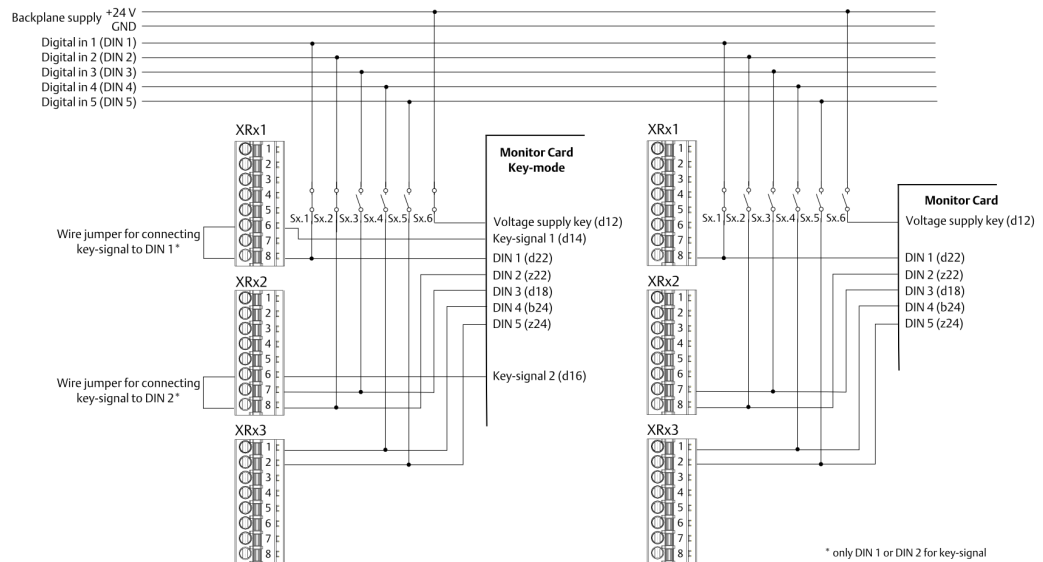 Backplane supply +24 V
GND
Digital in 1 (DIN 1)
Digital in 2 (DIN 2)
Digital in 3 (DIN 3)
Digital in 4 (DIN 4)
Digital in 5 (DIN 5)
XRx1
1
2
3
4
5
6
7
8
Wire jumper for connecting
key-signal to DIN 1*
Sx.1 Sx.2 Sx.3 Sx.4 Sx.5 Sx.6
Monitor Card
Key-mode
Voltage supply key (d12)
Key-signal 1 (d14)
DIN 1 (d22)
DIN 2 (z22)
DIN 3 (d18)
DIN 4 (b24)
DIN 5 (z24)
Key-signal 2 (d16)
XRx2
1
2
3
4
5
6
7
8
Wire jumper for connecting
key-signal to DIN 2*
XRx3
1
2
3
4
5
6
7
8
XRx1
1
2
3
4
5
6
7
8
Sx.1 Sx.2 Sx.3 Sx.4 Sx.5 Sx.6
Monitor Card
Voltage supply key (d12)
DIN 1 (d22)
DIN 2 (z22)
DIN 3 (d18)
DIN 4 (b24)
DIN 5 (z24)
XRx2
1
2
3
4
5
6
7
8
XRx3
1
2
3
4
5
6
7
8
* only DIN 1 or DIN 2 for key-signal